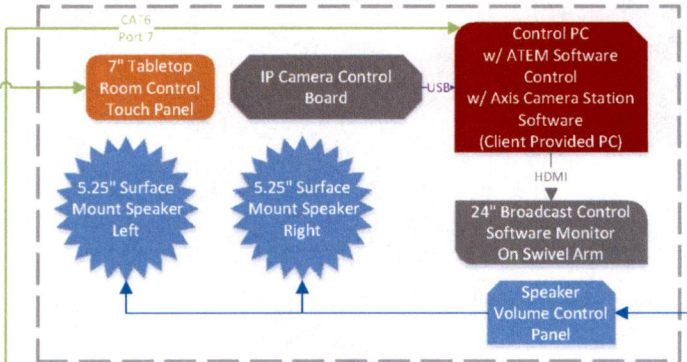 CAT6
Port 7
7" Tabletop
Room Control
Touch Panel
IP Camera Control
Board
USB
Control PC
w/ ATEM Software
Control
w/ Axis Camera Station
Software
(Client Provided PC)
HDMI
5.25" Surface
Mount Speaker
Left
5.25" Surface
Mount Speaker
Right
24" Broadcast Control
Software Monitor
On Swivel Arm
Speaker
Volume Control
Panel